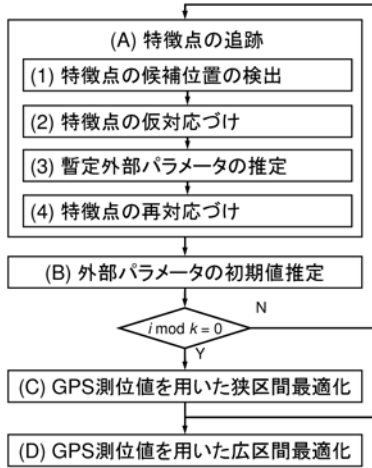 (A) 特徴点の追跡
(1) 特徴点の候補位置の検出
(2) 特徴点の仮対応づけ
(3) 暫定外部パラメータの推定
(4) 特徴点の再対応づけ
(B) 外部パラメータの初期値推定
N
i mod k = 0
Y
(C) GPS測位値を用いた狭区間最適化
(D) GPS測位値を用いた広区間最適化